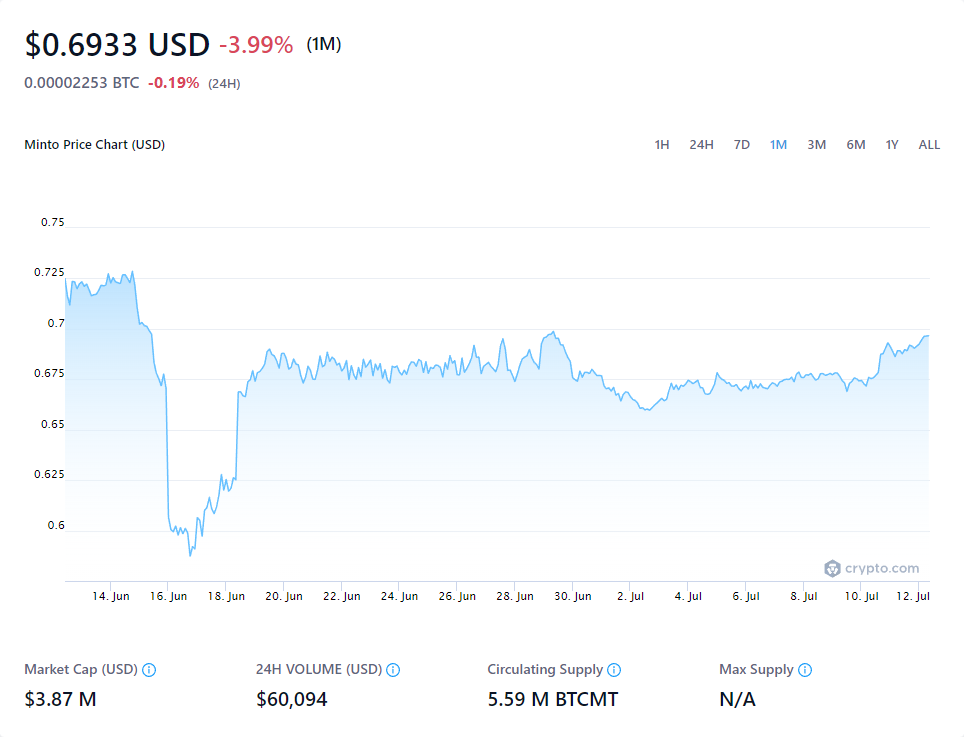 $0.6933 USD -3.99% (1M)
0.00002253 BTC -0.19% (24H)
Minto Price Chart (USD) 1H 24H 7D 1M 3M 6M 1Y ALL
0.75
0.725
0.7
0.675
0.65
0.625
0.6
crypto.com
14. Jun 16. Jun 18. Jun 20. Jun 22. Jun 24. Jun 26. Jun 28. Jun 30. Jun 2. Jul 4. Jul 6. Jul 8. Jul 10. Jul 12. Jul
Market Cap (USD) 24H VOLUME (USD) Circulating Supply Max Supply
$3.87 M $60,094 5.59 M BTCMT N/A